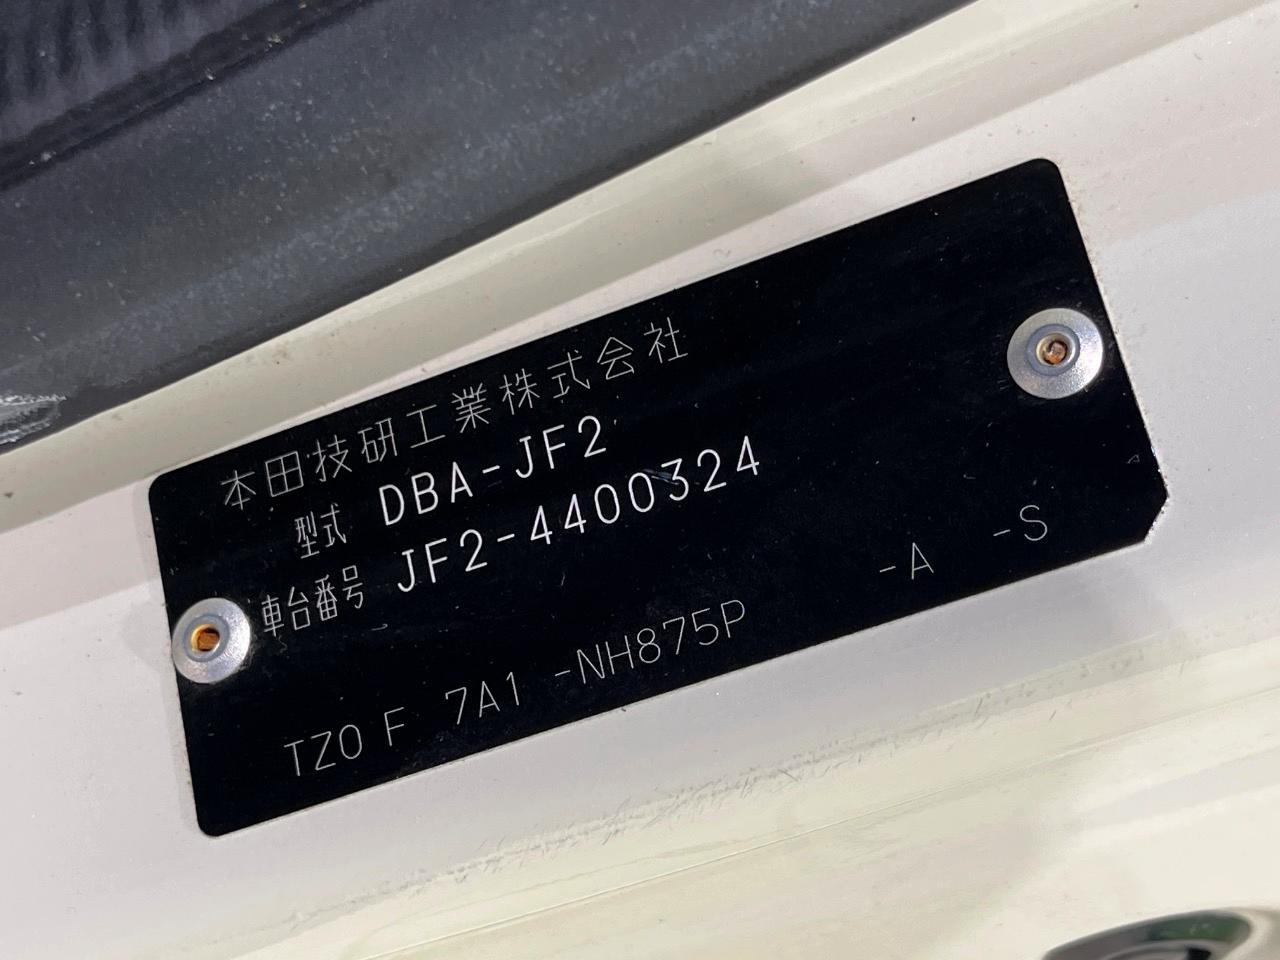 本田技研工業株式会社
型式 DBA-JF2
車台番号 JF2-4400324
TZ0 F 7A1 -NH875P -A -S